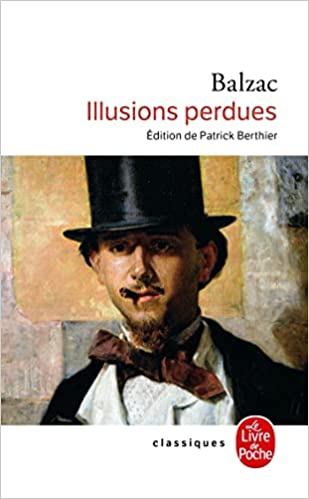 Balzac
Illusions perdues
Édition de Patrick Berthier
classiques
Le
Livre
de
Poche